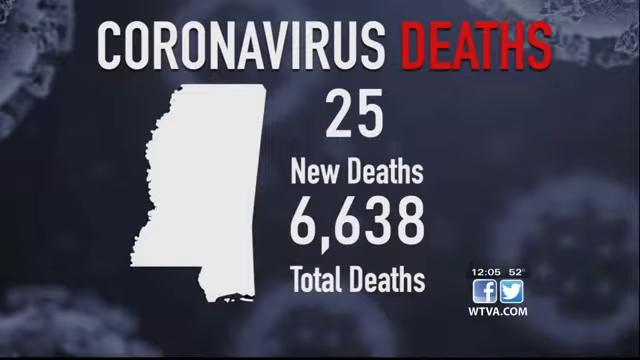 CORONAVIRUS DEATHS
25
New Deaths
6,638
Total Deaths
12:05 52°
WTVA.COM